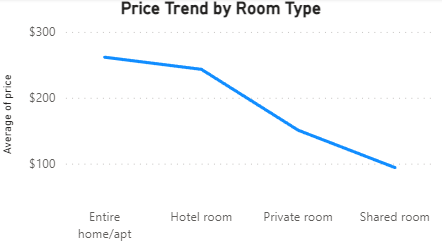 Price Trend by Room Type
Average of price
$300
$200
$100
Entire
home/apt
Hotel room
Private room
Shared room